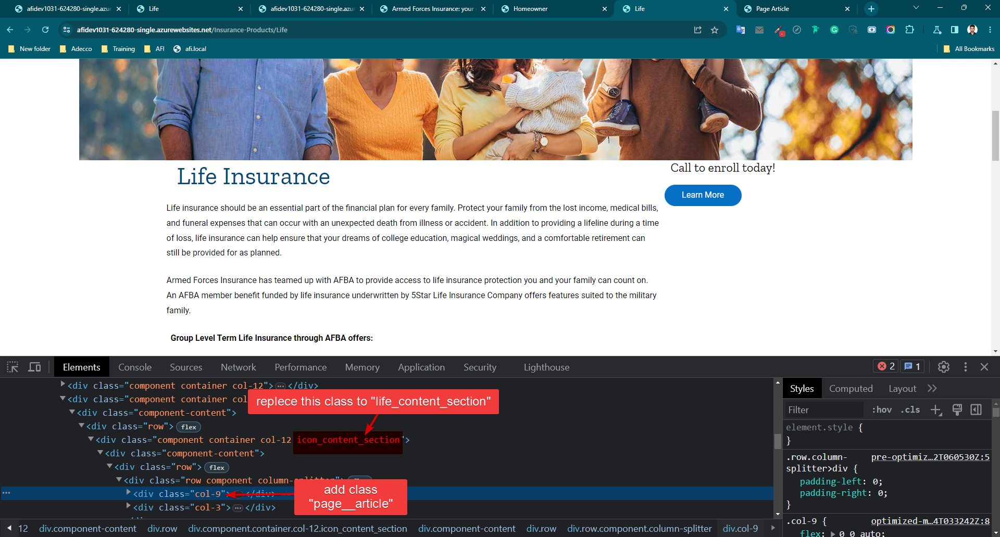 afidev1031-624280-single.azur
Life
afidev1031-624280-single.azu
Armed Forces Insurance: your
Homeowner
Life
Page Article
afidev1031-624280-single.azurewebsites.net/Insurance-Products/Life
New folder
Adecco
Training
AFI
afi.local
All Bookmarks
Life Insurance
Call to enroll today!
Learn More
Life insurance should be an essential part of the financial plan for every family. Protect your family from the lost income, medical bills,
and funeral expenses that can occur with an unexpected death from illness or accident. In addition to providing a lifeline during a time
of loss, life insurance can help ensure that your dreams of college education, magical weddings, and a comfortable retirement can
still be provided for as planned.
Armed Forces Insurance has teamed up with AFBA to provide access to life insurance protection you and your family can count on.
An AFBA member benefit funded by life insurance underwritten by 5Star Life Insurance Company offers features suited to the military
family.
Group Level Term Life Insurance through AFBA offers:
Elements Console Sources Network Performance Memory Application Security Lighthouse
2 1
<div class="component container col-12"> … </div>
<div class="component container col
replece this class to "life_content_section"
<div class="component-content">
<div class="row"> flex
<div class="component container col-12 icon_content_section">
<div class="component-content">
<div class="row"> flex
<div class="row component column-splitter">
<div class="col-9"> … </div>
add class
"page__article"
<div class="col-3"> … </div>
12 div.component-content div.row div.component.container.col-12.icon_content_section div.component-content div.row div.row.component.column-splitter div.col-9
Styles Computed Layout
Filter :hov .cls
element.style {
}
.row.column-splitter>div { pre-optimiz…2T060530Z:5
padding-left: 0;
padding-right: 0;
}
.col-9 { optimized-m…4T033242Z:8
flex: 0 0 auto;